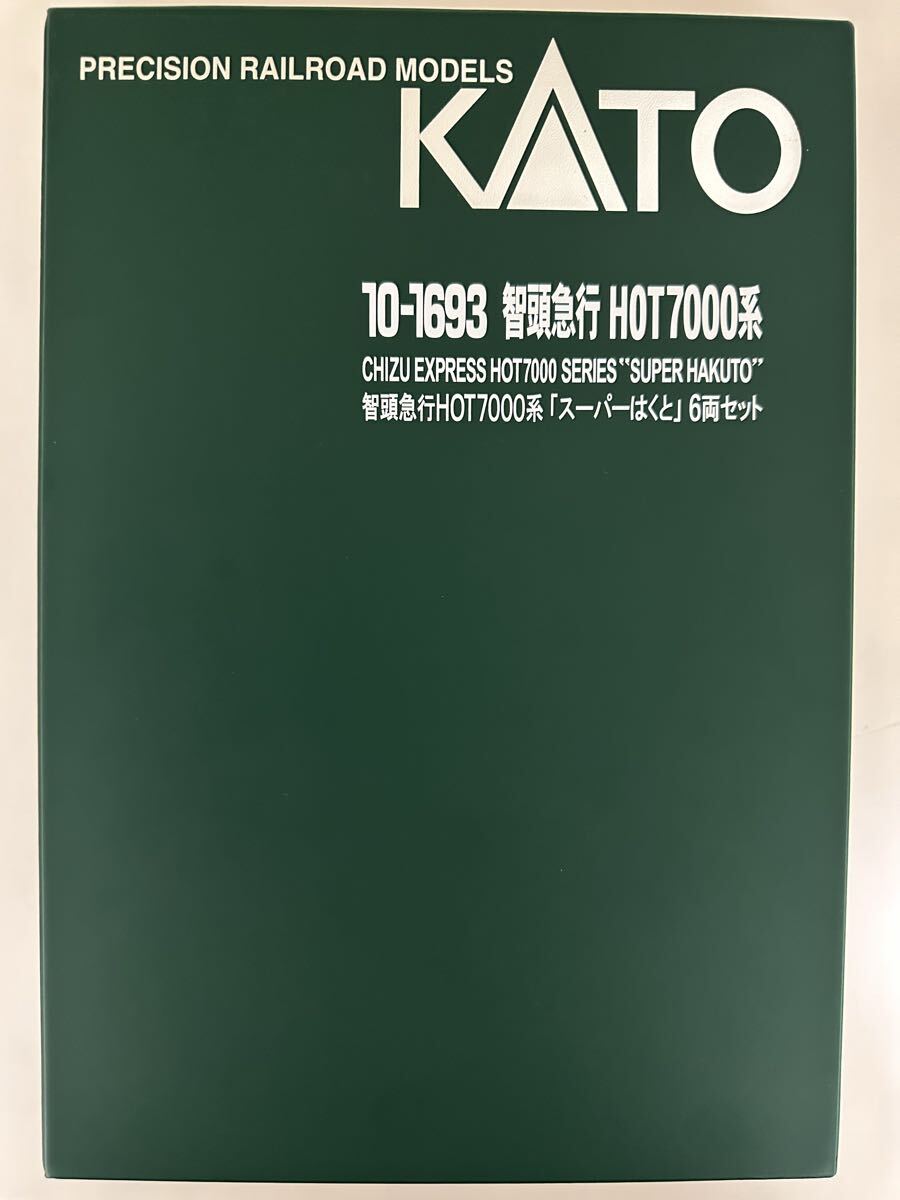 PRECISION RAILROAD MODELS
KATO
10-1693 智頭急行 HOT7000系
CHIZU EXPRESS HOT7000 SERIES “SUPER HAKUTO”
智頭急行HOT7000系「スーパーはくと」6両セット